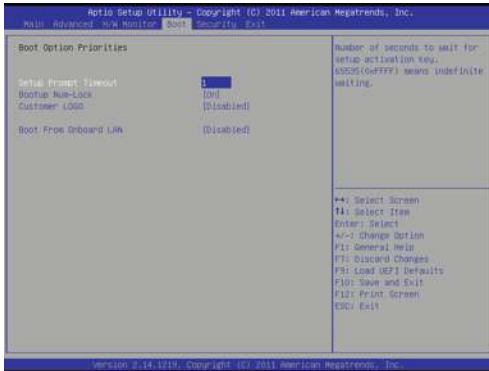 Aptio Setup Utility – Copyright (C) 2011 American Megatrends, Inc.
Main Advanced H/W Monitor Boot Security Exit
Boot Option Priorities
Setup Prompt Timeout 1
Bootup Num-Lock [On]
Customer LOGO [Disabled]
Boot From Onboard LAN [Disabled]
Number of seconds to wait for
setup activation key.
65535(0xFFFF) means indefinite
waiting.
↔: Select Screen
↑↓: Select Item
Enter: Select
+/-: Change Option
F1: General Help
F7: Discard Changes
F9: Load UEFI Defaults
F10: Save and Exit
F12: Print Screen
ESC: Exit
Version 2.14.1219. Copyright (C) 2011 American Megatrends, Inc.